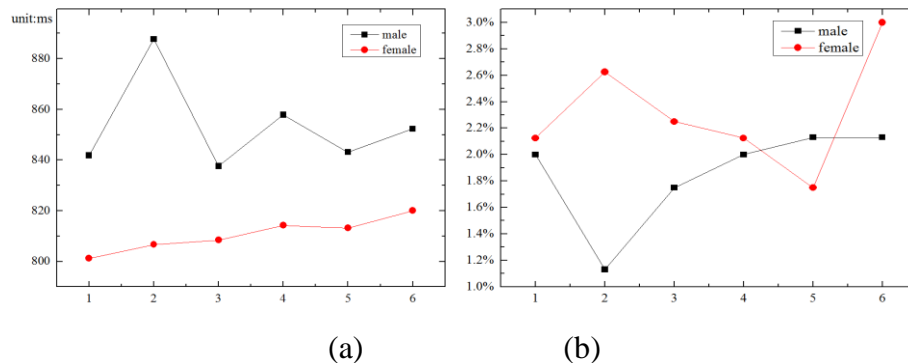 unit:ms
880
860
840
820
800
1 2 3 4 5 6
male
female
3.0%
2.8%
2.6%
2.4%
2.2%
2.0%
1.8%
1.6%
1.4%
1.2%
1.0%
1 2 3 4 5 6
male
female
(a) (b)